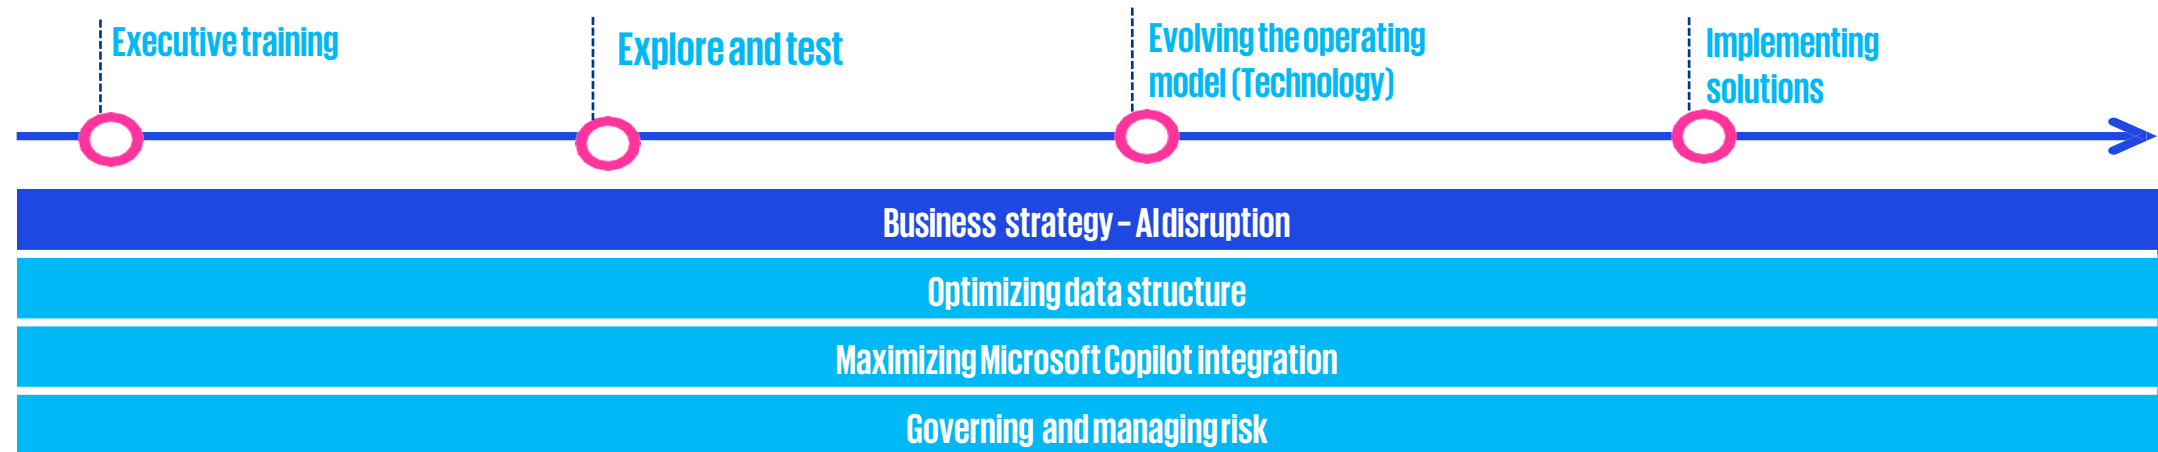 Executive training
Explore and test
Evolving the operating
model (Technology)
Implementing
solutions
Business strategy – AI disruption
Optimizing data structure
Maximizing Microsoft Copilot integration
Governing and managing risk